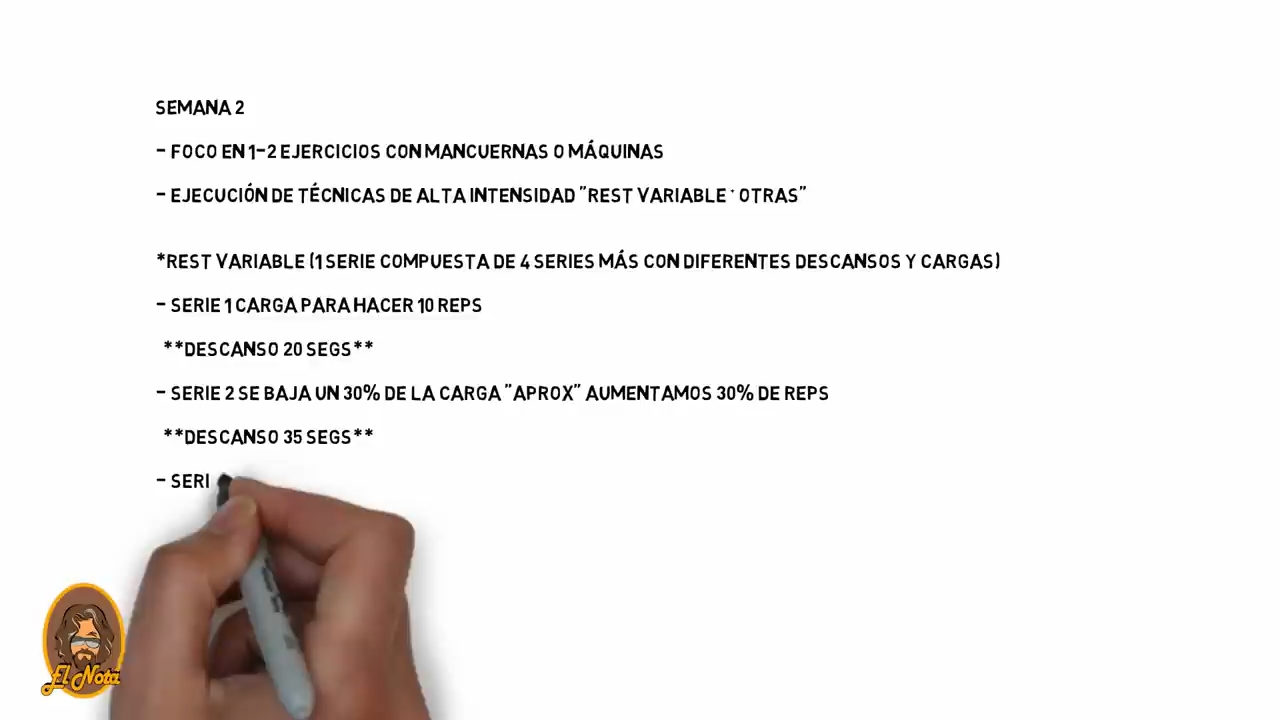 SEMANA 2
- FOCO EN 1-2 EJERCICIOS CON MANCUERNAS O MÁQUINAS
- EJECUCIÓN DE TÉCNICAS DE ALTA INTENSIDAD "REST VARIABLE + OTRAS"
*REST VARIABLE (1 SERIE COMPUESTA DE 4 SERIES MÁS CON DIFERENTES DESCANSOS Y CARGAS)
- SERIE 1 CARGA PARA HACER 10 REPS
**DESCANSO 20 SEGS**
- SERIE 2 SE BAJA UN 30% DE LA CARGA "APROX" AUMENTAMOS 30% DE REPS
**DESCANSO 35 SEGS**
- SERI
El Nota